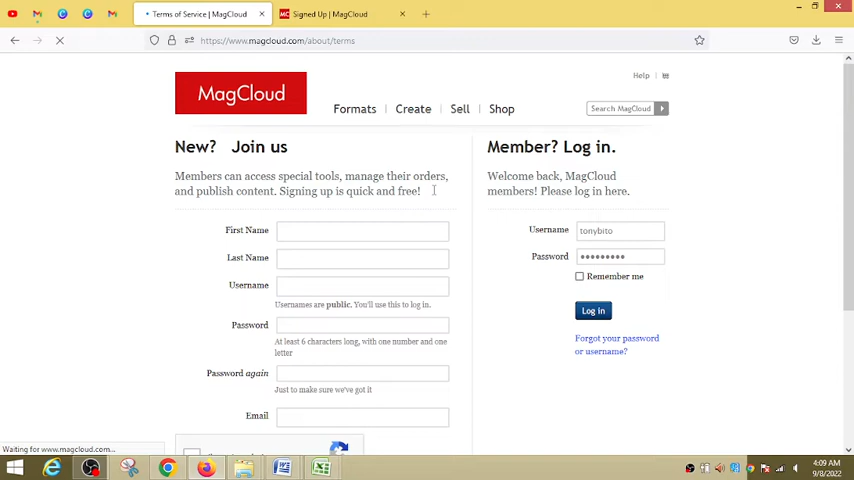 Terms of Service | MagCloud
Signed Up | MagCloud
https://www.magcloud.com/about/terms
Help
MagCloud
Formats
Create
Sell
Shop
Search MagCloud
New? Join us
Members can access special tools, manage their orders,
and publish content. Signing up is quick and free!
First Name
Last Name
Username
Usernames are public. You'll use this to log in.
Password
At least 6 characters long, with one number and one
letter
Password again
Just to make sure we've got it
Email
Member? Log in.
Welcome back, MagCloud
members! Please log in here.
Username
tonybito
Password
Remember me
Log in
Forgot your password
or username?
Waiting for www.magcloud.com...
4:09 AM
9/8/2022